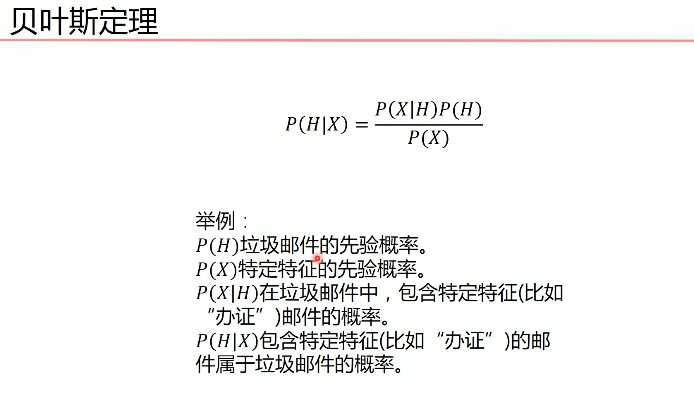 贝叶斯定理
P(H|X) = P(X|H)P(H) / P(X)
举例：
P(H)垃圾邮件的先验概率。
P(X)特定特征的先验概率。
P(X|H)在垃圾邮件中，包含特定特征(比如
“办证”)邮件的概率。
P(H|X)包含特定特征(比如“办证”)的邮
件属于垃圾邮件的概率。